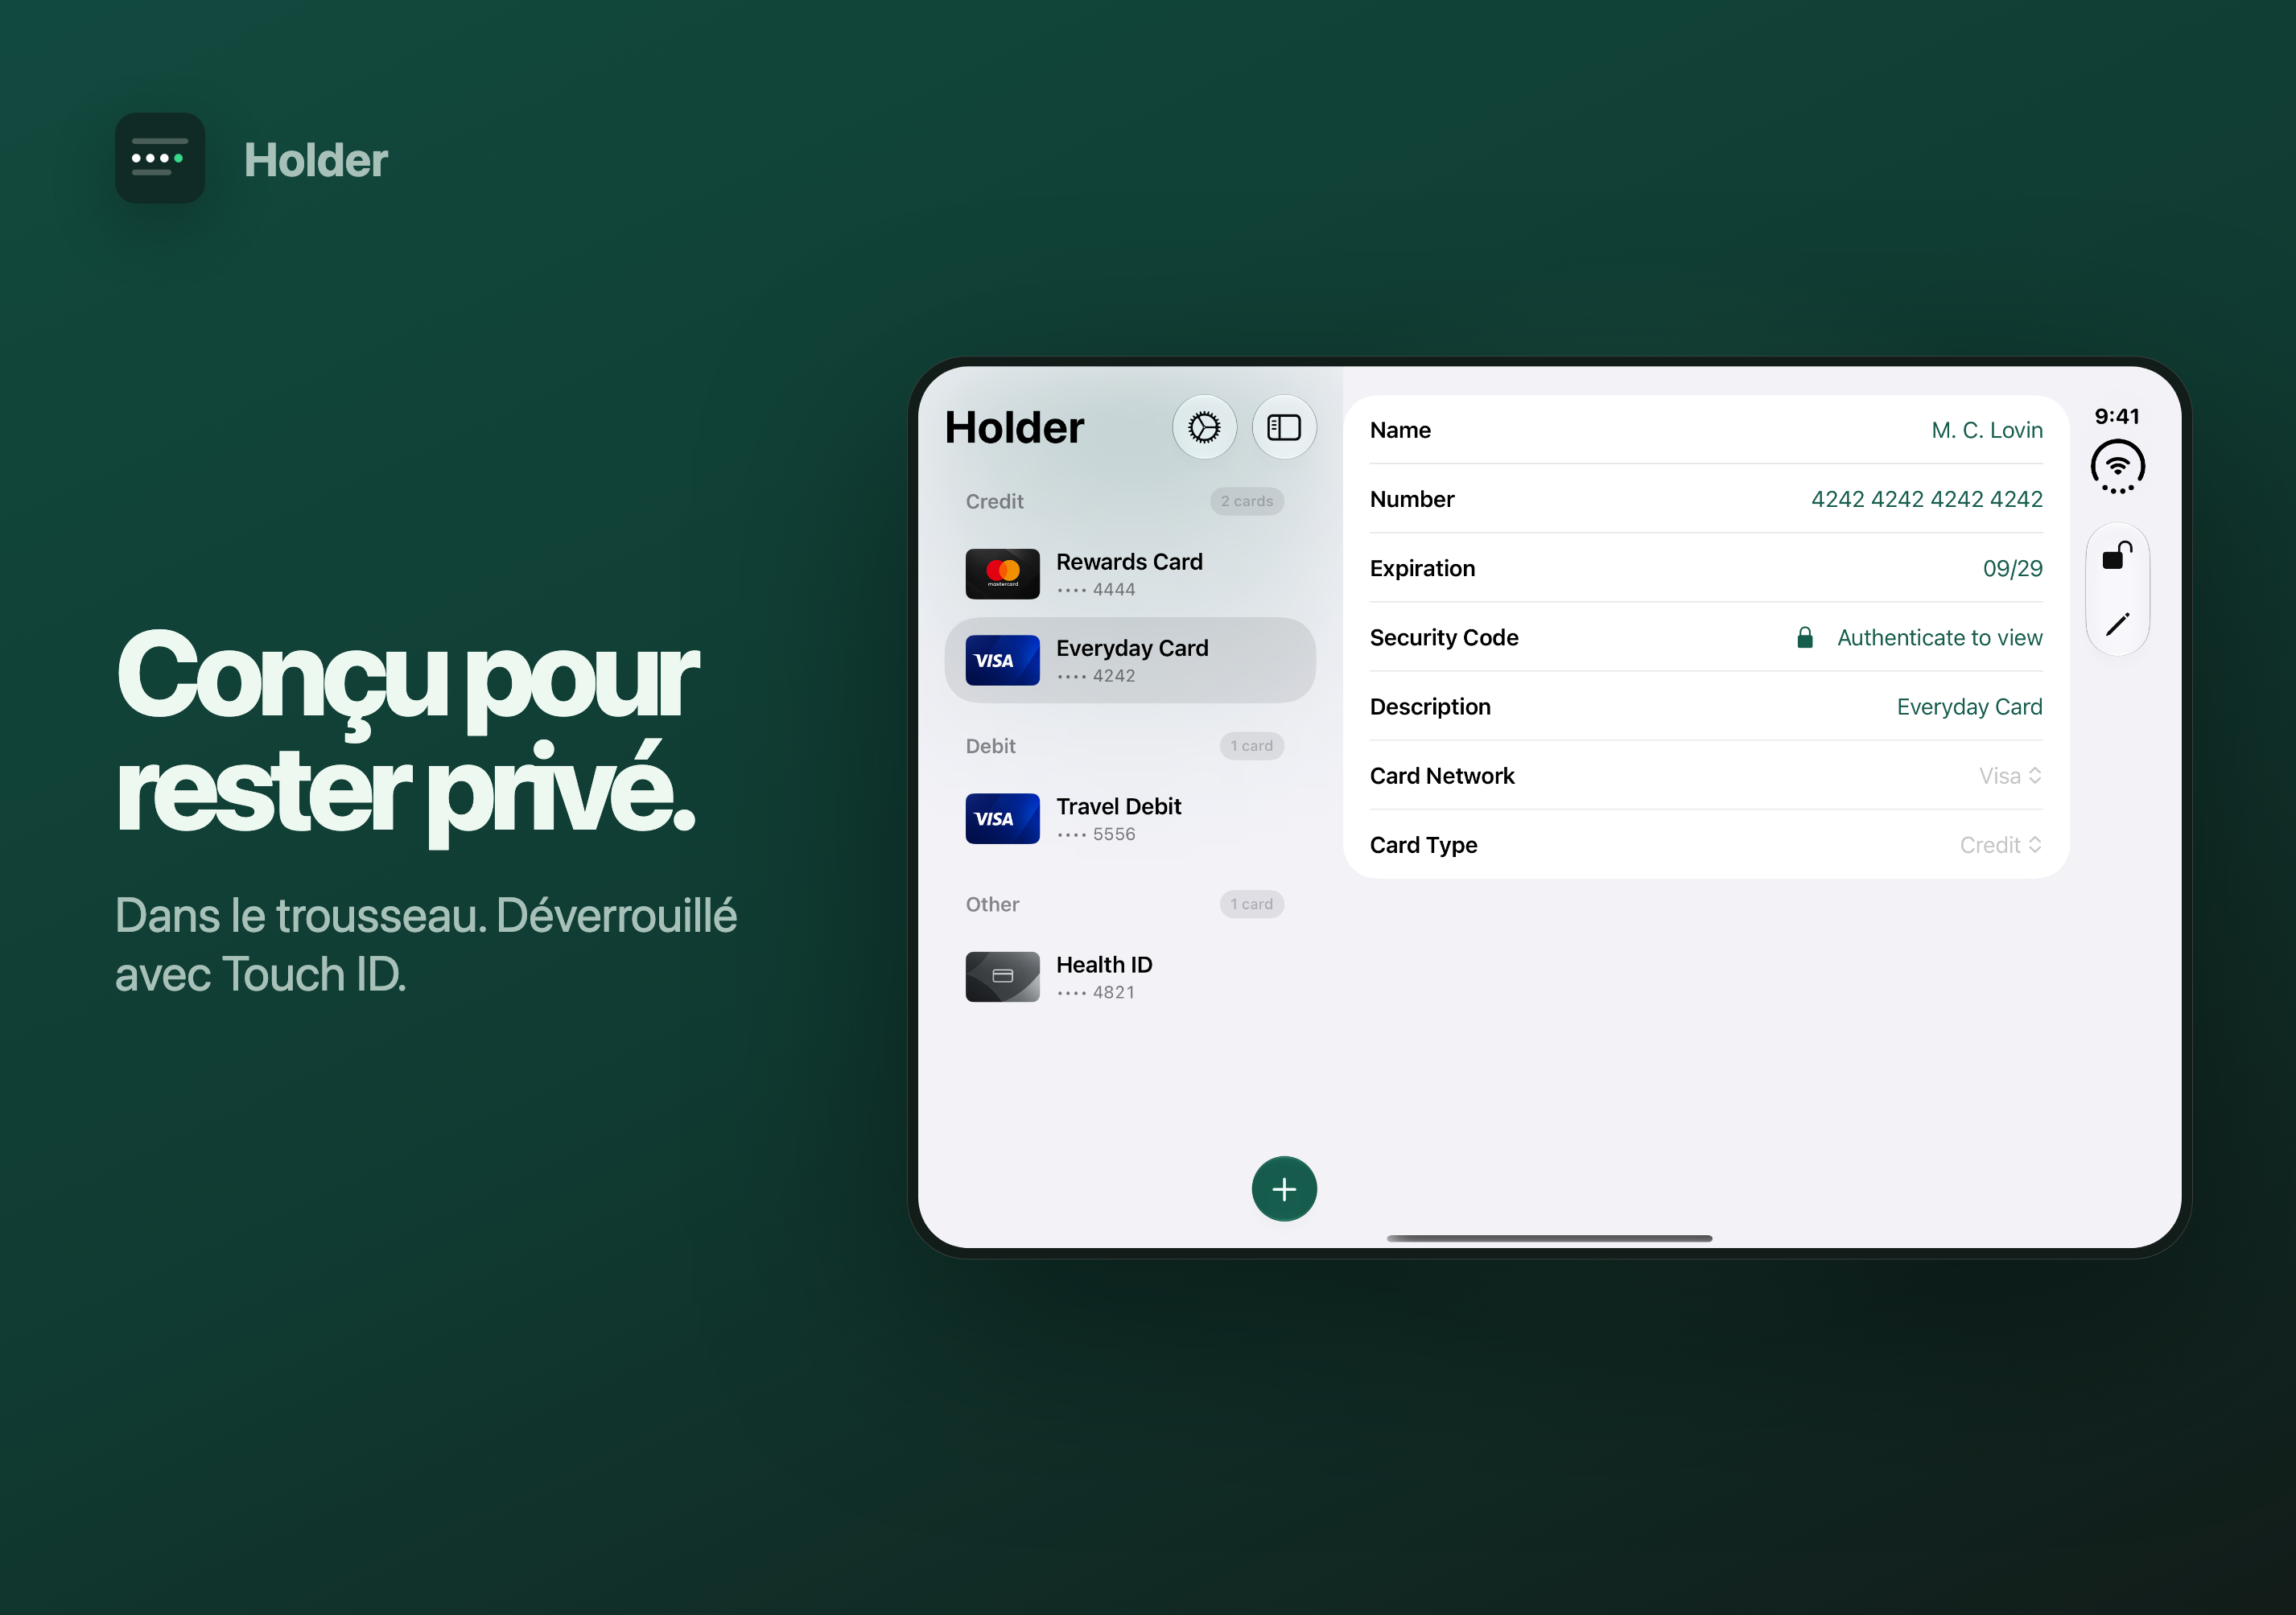 Holder
Conçu pour
rester privé.
Dans le trousseau. Déverrouillé
avec Touch ID.
Holder
Credit
2 cards
mastercard
Rewards Card
•••• 4444
VISA
Everyday Card
•••• 4242
Debit
1 card
VISA
Travel Debit
•••• 5556
Other
1 card
Health ID
•••• 4821
Name
M. C. Lovin
Number
4242 4242 4242 4242
Expiration
09/29
Security Code
Authenticate to view
Description
Everyday Card
Card Network
Visa
Card Type
Credit
9:41